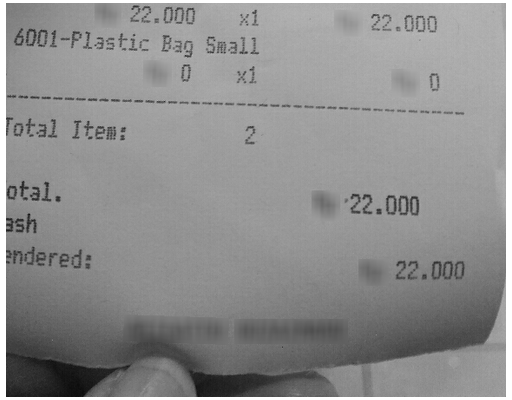 22.000 x1 22.000
6001-Plastic Bag Small
0 x1 0
Total Item: 2
otal. 22.000
ash
endered: 22.000